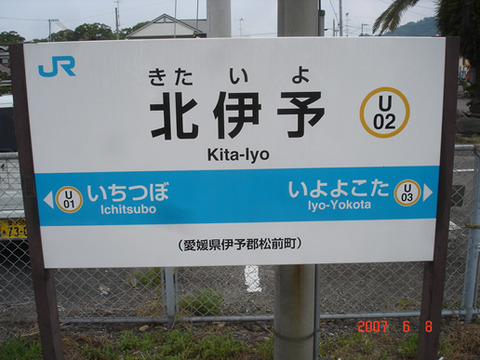 JR
きたいよ
北伊予
U
02
Kita-Iyo
U
01
いちつぼ
Ichitsubo
いよよこた
Iyo-Yokota
U
03
(愛媛県伊予郡松前町)
2007 6 8